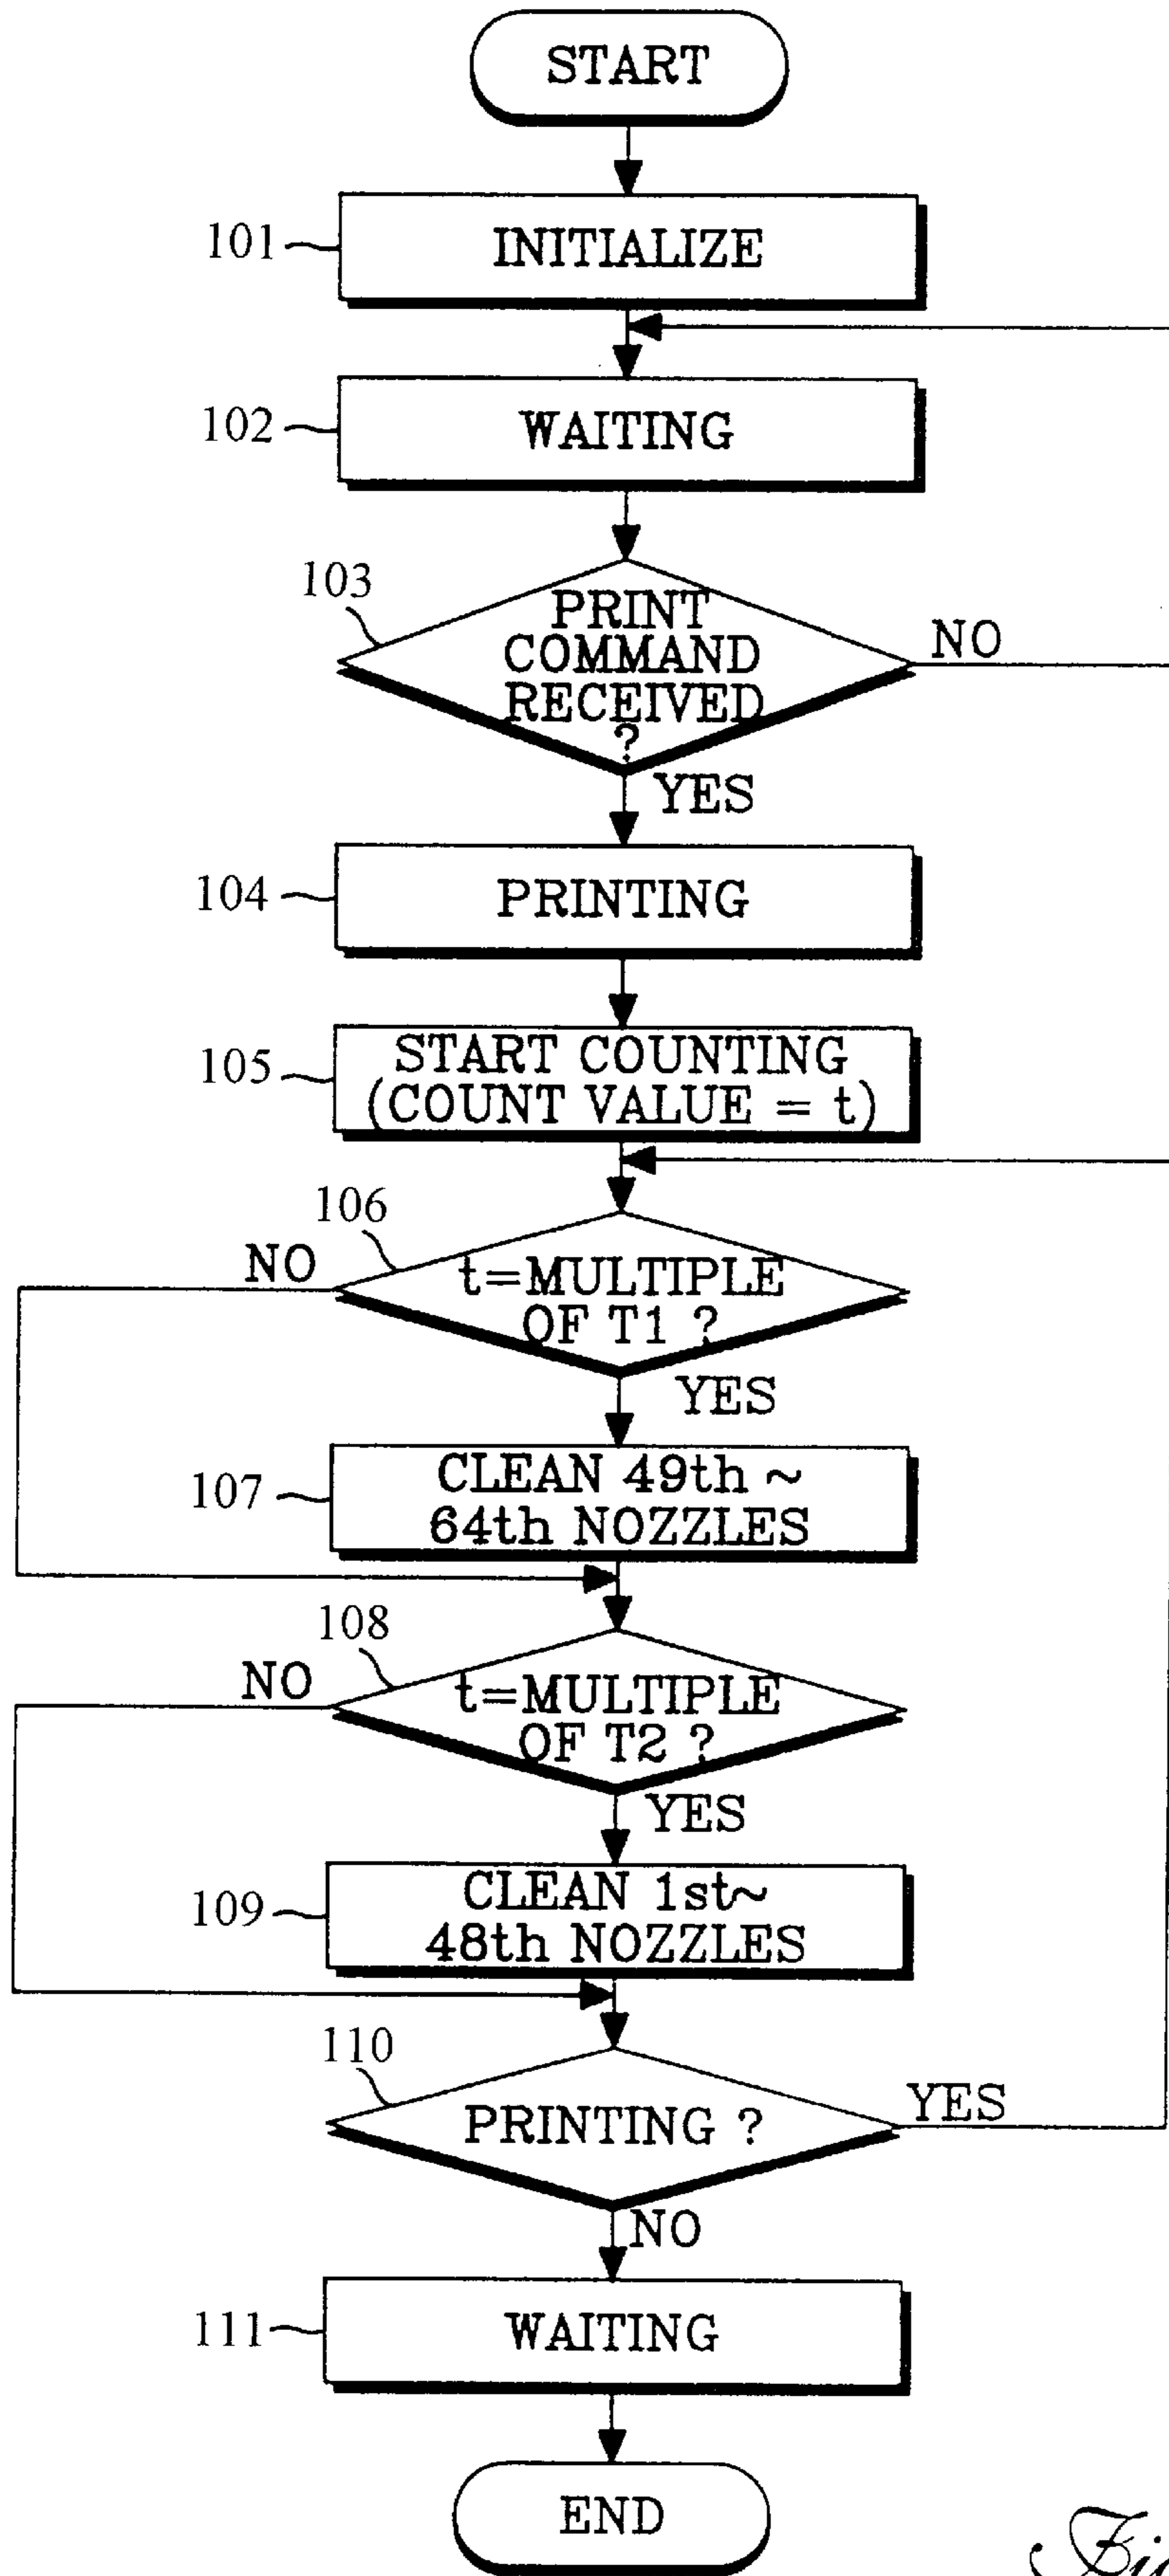 START
101
INITIALIZE
102
WAITING
103
PRINT
COMMAND
RECEIVED
?
NO
YES
104
PRINTING
105
START COUNTING
(COUNT VALUE = t)
106
NO
t=MULTIPLE
OF T1 ?
YES
107
CLEAN 49th ~
64th NOZZLES
108
NO
t=MULTIPLE
OF T2 ?
YES
109
CLEAN 1st~
48th NOZZLES
110
PRINTING ?
YES
NO
111
WAITING
END